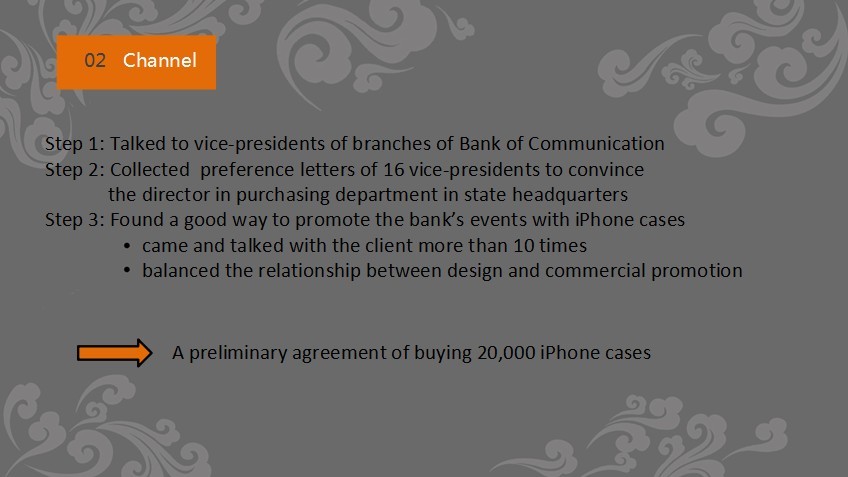 02 Channel
Step 1: Talked to vice-presidents of branches of Bank of Communication
Step 2: Collected  preference letters of 16 vice-presidents to convince
the director in purchasing department in state headquarters
Step 3: Found a good way to promote the bank’s events with iPhone cases
• came and talked with the client more than 10 times
• balanced the relationship between design and commercial promotion
A preliminary agreement of buying 20,000 iPhone cases